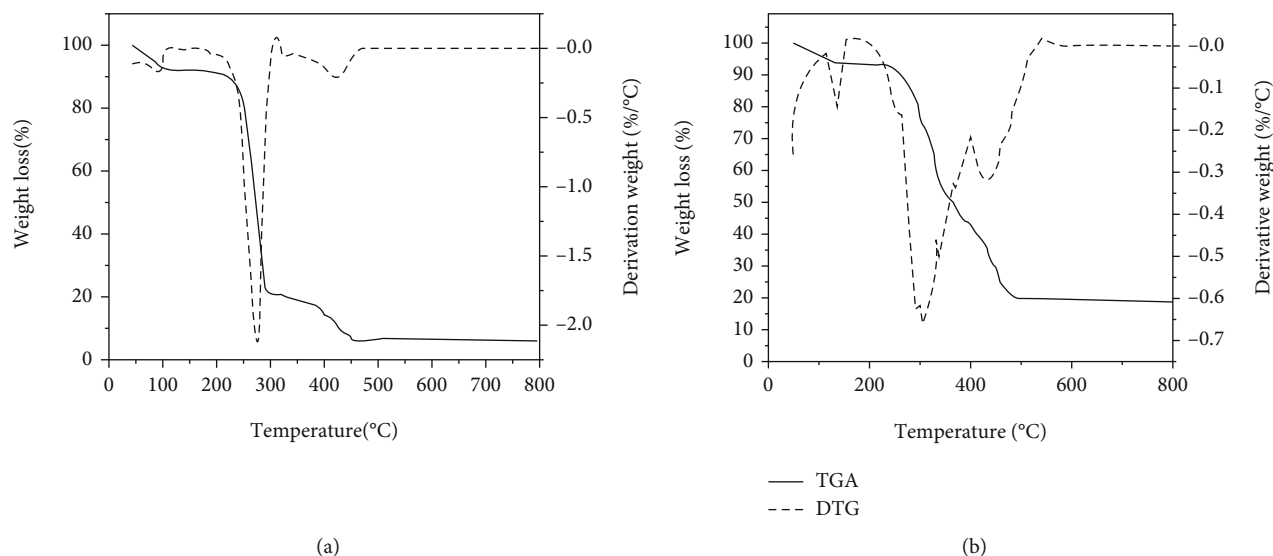 100
80
60
40
20
0
Weight loss(%)
–0.0
–0.5
–1.0
–1.5
–2.0
Derivation weight (%/°C)
0 50 100 200 300 400 500 600 700 800
Temperature(°C)
(a)
100
90
80
70
60
50
40
30
20
10
0
Weight loss (%)
–0.0
–0.1
–0.2
–0.3
–0.4
–0.5
–0.6
–0.7
Derivative weight (%/°C)
0 200 400 600 800
Temperature (°C)
TGA
DTG
(b)